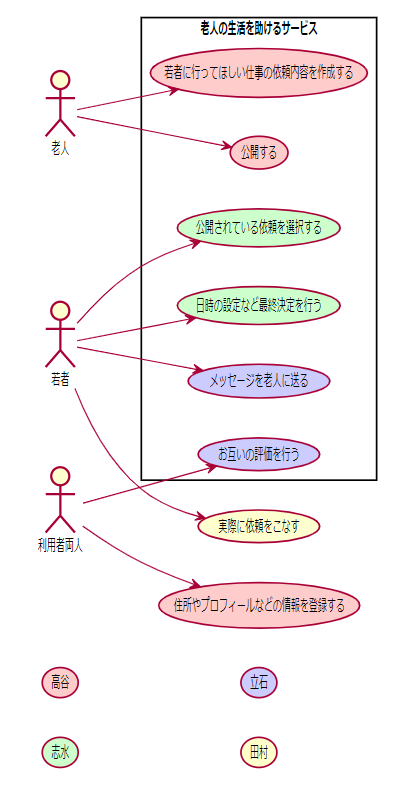 老人の生活を助けるサービス
若者に行ってほしい仕事の依頼内容を作成する
老人
公開する
公開されている依頼を選択する
日時の設定など最終決定を行う
若者
メッセージを老人に送る
お互いの評価を行う
実際に依頼をこなす
利用者両人
住所やプロフィールなどの情報を登録する
高谷
立石
志水
田村